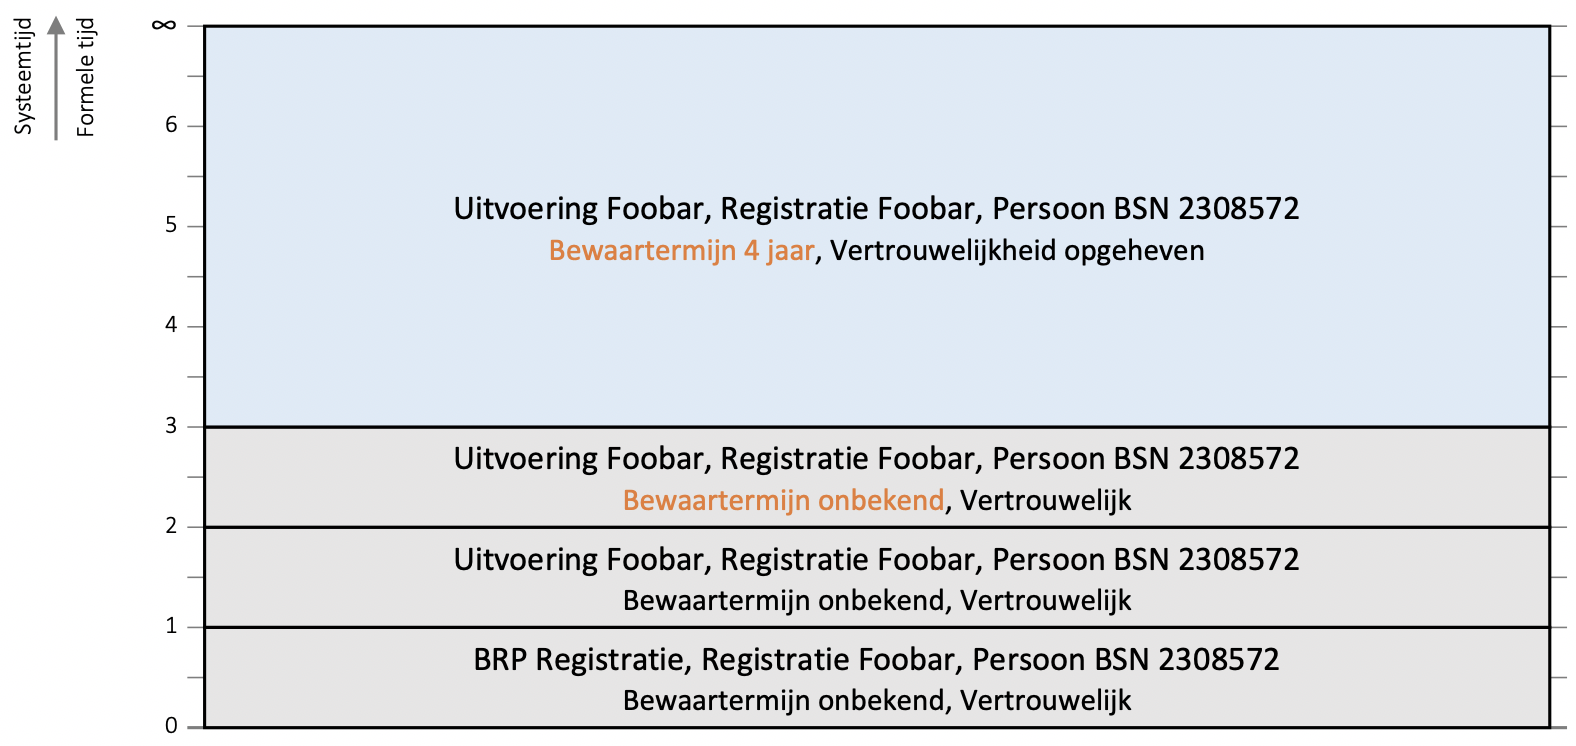 Systeemtijd
Formele tijd
∞
6
Uitvoering Foobar, Registratie Foobar, Persoon BSN 2308572
5
Bewaartermijn 4 jaar, Vertrouwelijkheid opgeheven
4
3
Uitvoering Foobar, Registratie Foobar, Persoon BSN 2308572
Bewaartermijn onbekend, Vertrouwelijk
2
Uitvoering Foobar, Registratie Foobar, Persoon BSN 2308572
Bewaartermijn onbekend, Vertrouwelijk
1
BRP Registratie, Registratie Foobar, Persoon BSN 2308572
Bewaartermijn onbekend, Vertrouwelijk
0